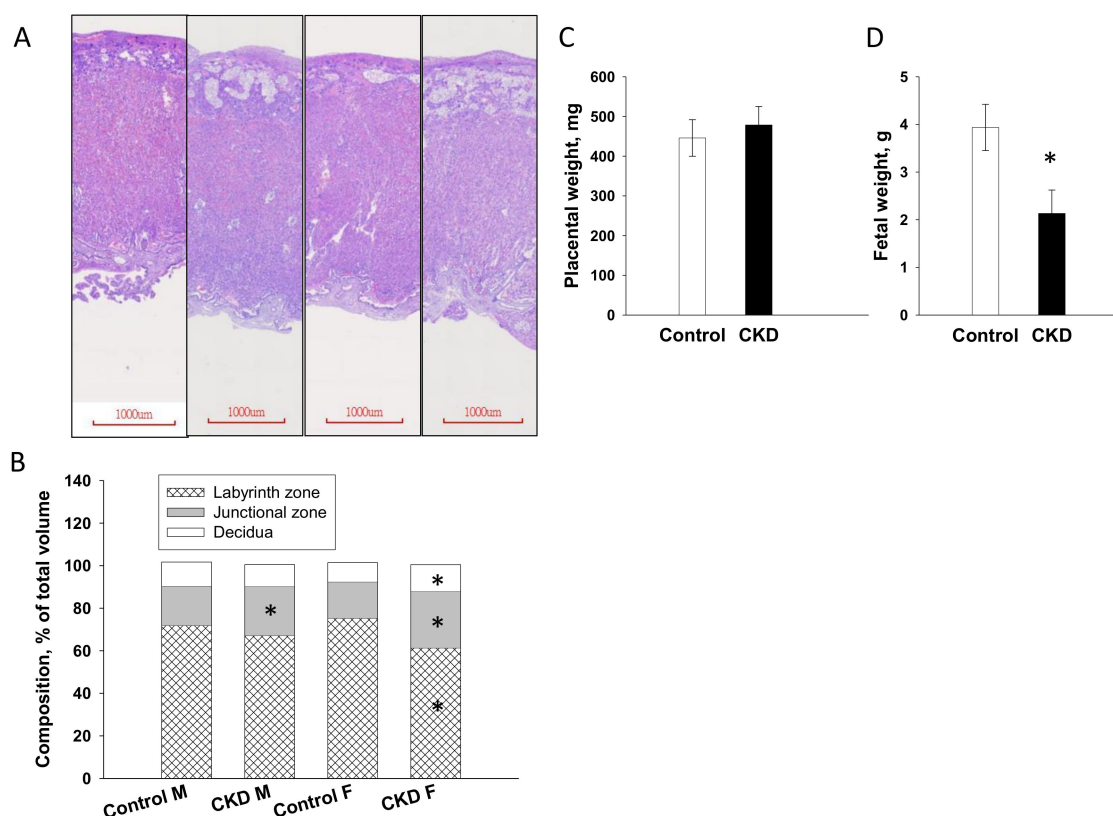 A
1000um
1000um
1000um
1000um
B
Composition, % of total volume
140
120
100
80
60
40
20
0
Labyrinth zone
Junctional zone
Decidua
*
*
*
*
Control M
CKD M
Control F
CKD F
C
Placental weight, mg
600
500
400
300
200
100
0
Control
CKD
D
Fetal weight, g
5
4
3
2
1
0
*
Control
CKD